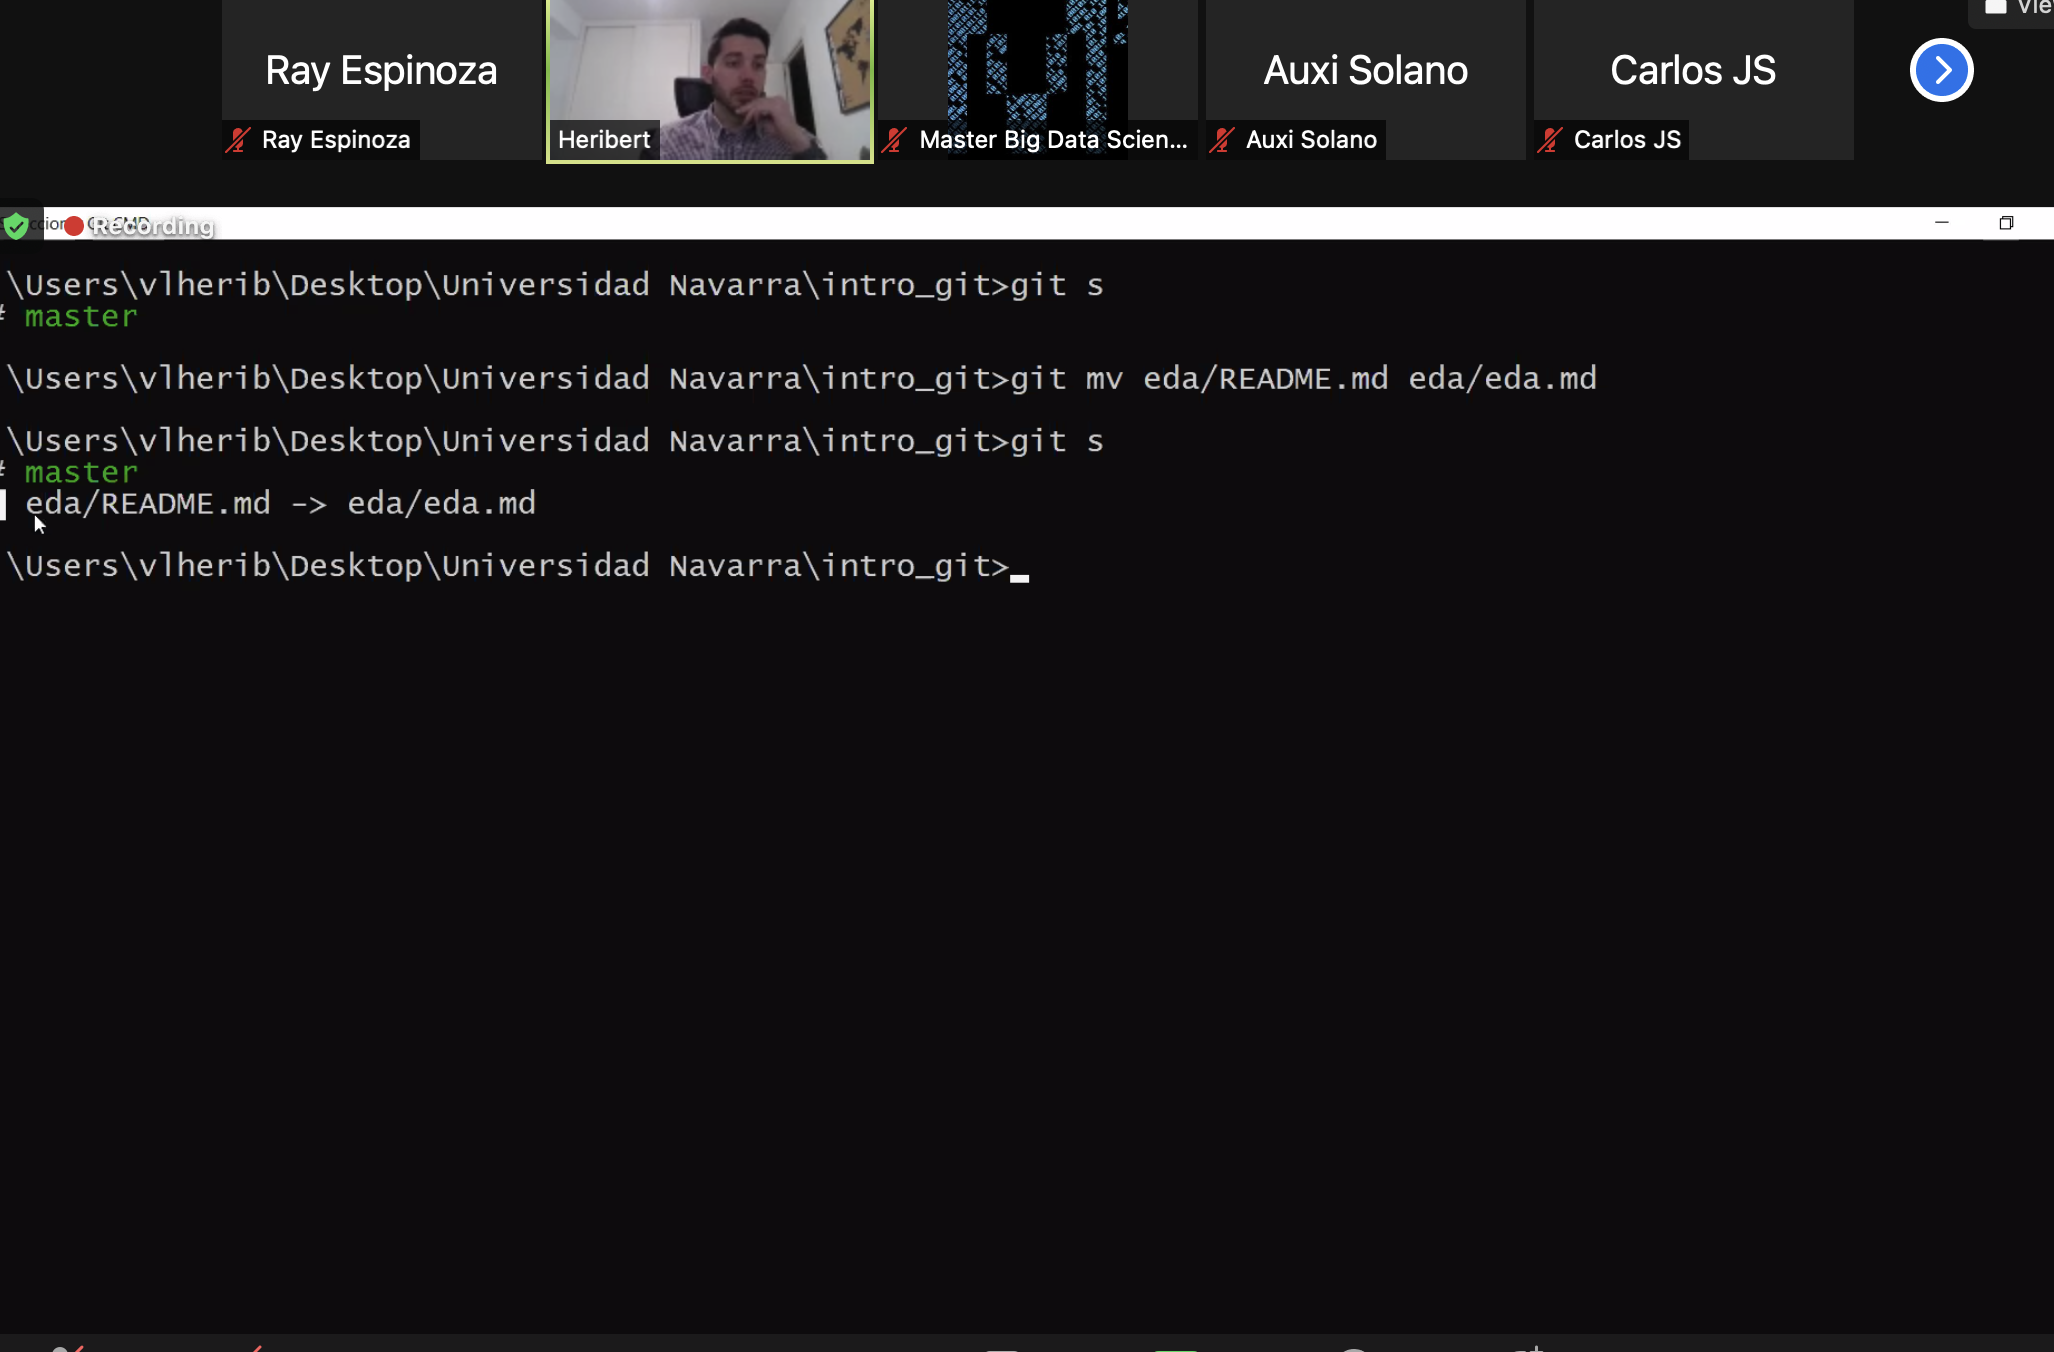 Vie
Ray Espinoza
Auxi Solano
Carlos JS
Ray Espinoza
Heribert
Master Big Data Scien...
Auxi Solano
Carlos JS
Recording
\Users\vlherib\Desktop\Universidad Navarra\intro_git>git s
# master
\Users\vlherib\Desktop\Universidad Navarra\intro_git>git mv eda/README.md eda/eda.md
\Users\vlherib\Desktop\Universidad Navarra\intro_git>git s
# master
eda/README.md -> eda/eda.md
\Users\vlherib\Desktop\Universidad Navarra\intro_git>_